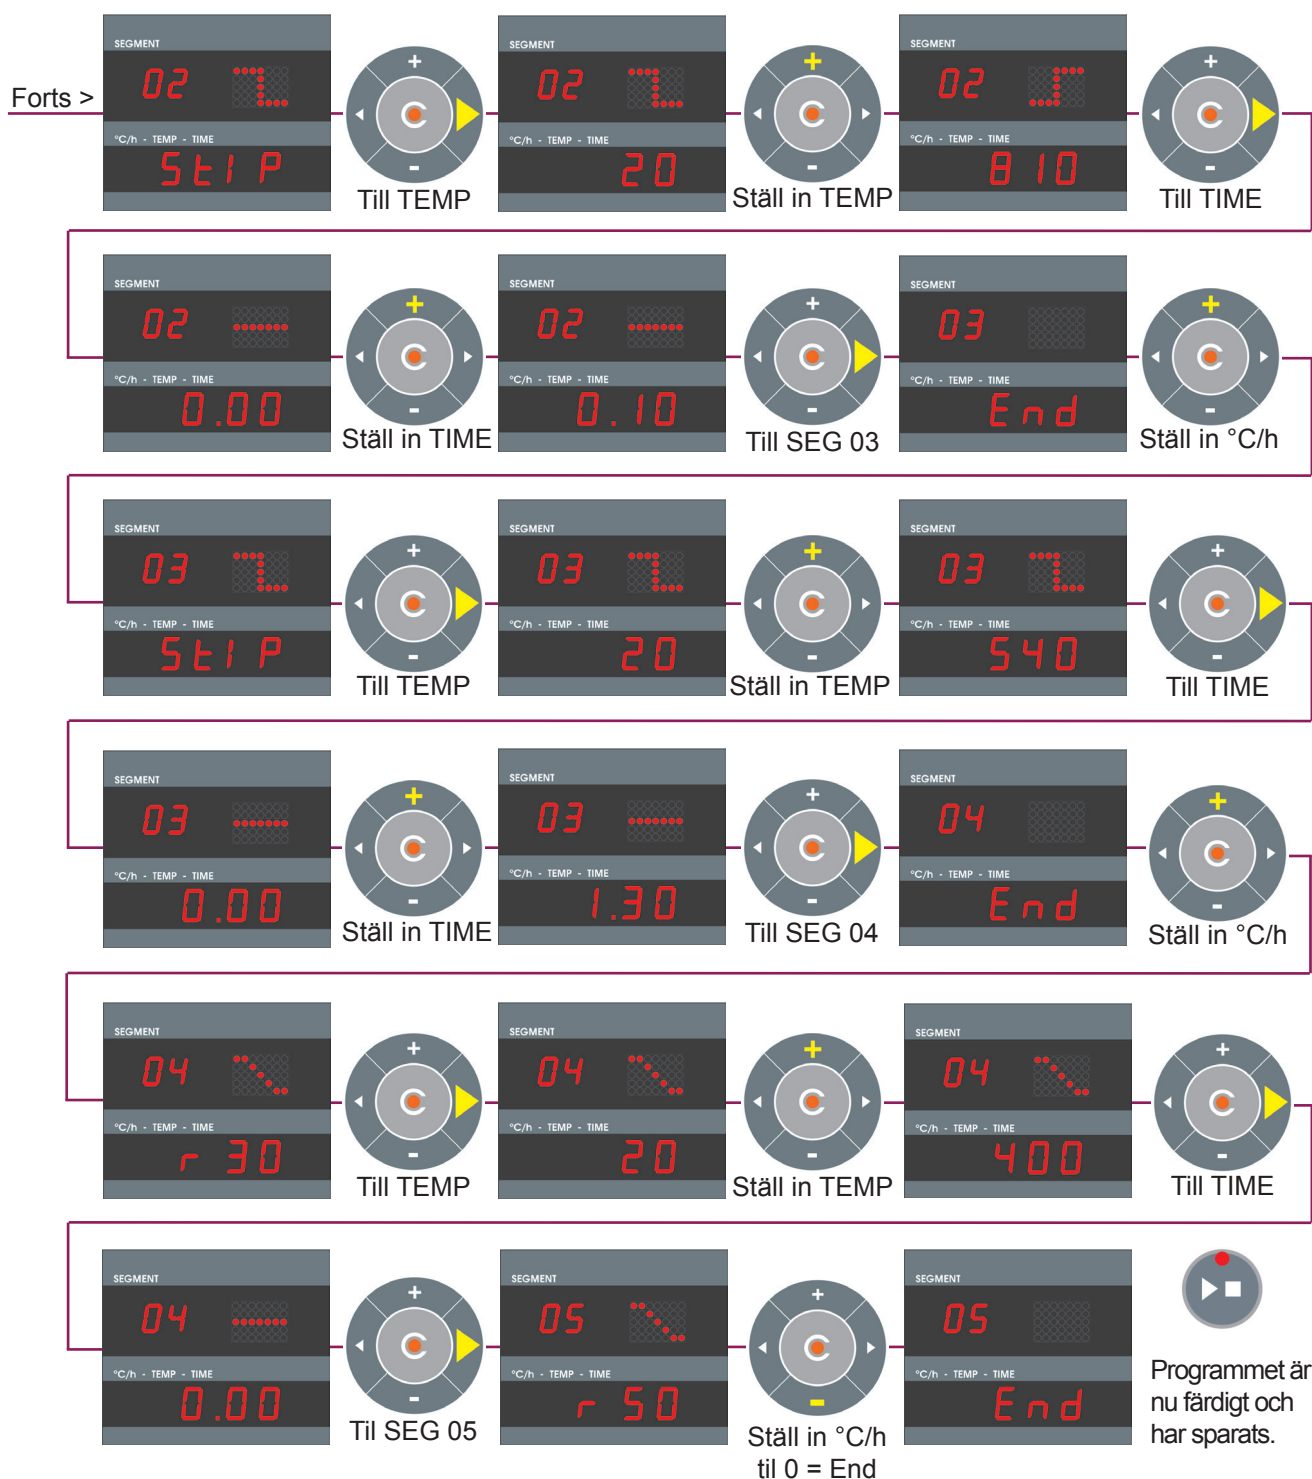 Forts >
SEGMENT
02
°C/h - TEMP - TIME
StIP
C
Till TEMP
SEGMENT
02
°C/h - TEMP - TIME
20
C
Ställ in TEMP
SEGMENT
02
°C/h - TEMP - TIME
810
C
Till TIME
SEGMENT
02
°C/h - TEMP - TIME
0.00
C
Ställ in TIME
SEGMENT
02
°C/h - TEMP - TIME
0.10
C
Till SEG 03
SEGMENT
03
°C/h - TEMP - TIME
End
C
Ställ in °C/h
SEGMENT
03
°C/h - TEMP - TIME
StIP
C
Till TEMP
SEGMENT
03
°C/h - TEMP - TIME
20
C
Ställ in TEMP
SEGMENT
03
°C/h - TEMP - TIME
540
C
Till TIME
SEGMENT
03
°C/h - TEMP - TIME
0.00
C
Ställ in TIME
SEGMENT
03
°C/h - TEMP - TIME
1.30
C
Till SEG 04
SEGMENT
04
°C/h - TEMP - TIME
End
C
Ställ in °C/h
SEGMENT
04
°C/h - TEMP - TIME
r 30
C
Till TEMP
SEGMENT
04
°C/h - TEMP - TIME
20
C
Ställ in TEMP
SEGMENT
04
°C/h - TEMP - TIME
400
C
Till TIME
SEGMENT
04
°C/h - TEMP - TIME
0.00
C
Til SEG 05
SEGMENT
05
°C/h - TEMP - TIME
r 50
C
Ställ in °C/h
til 0 = End
SEGMENT
05
°C/h - TEMP - TIME
End
Programmet är
nu färdigt och
har sparats.